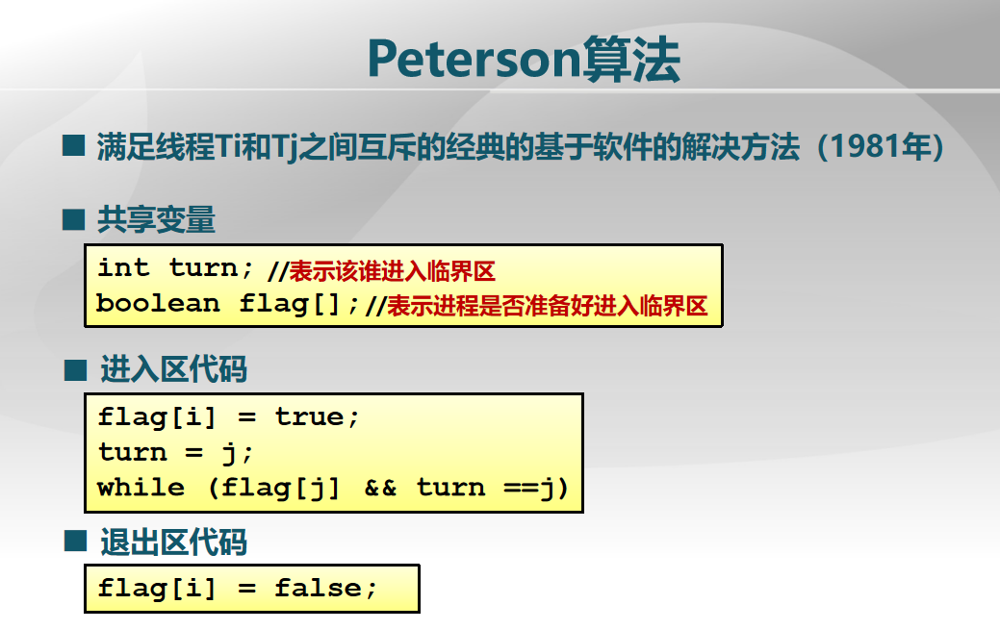 Peterson算法
满足线程Ti和Tj之间互斥的经典的基于软件的解决方法（1981年）
共享变量
int turn; //表示该谁进入临界区
boolean flag[];//表示进程是否准备好进入临界区
进入区代码
flag[i] = true;
turn = j;
while (flag[j] && turn ==j)
退出区代码
flag[i] = false;